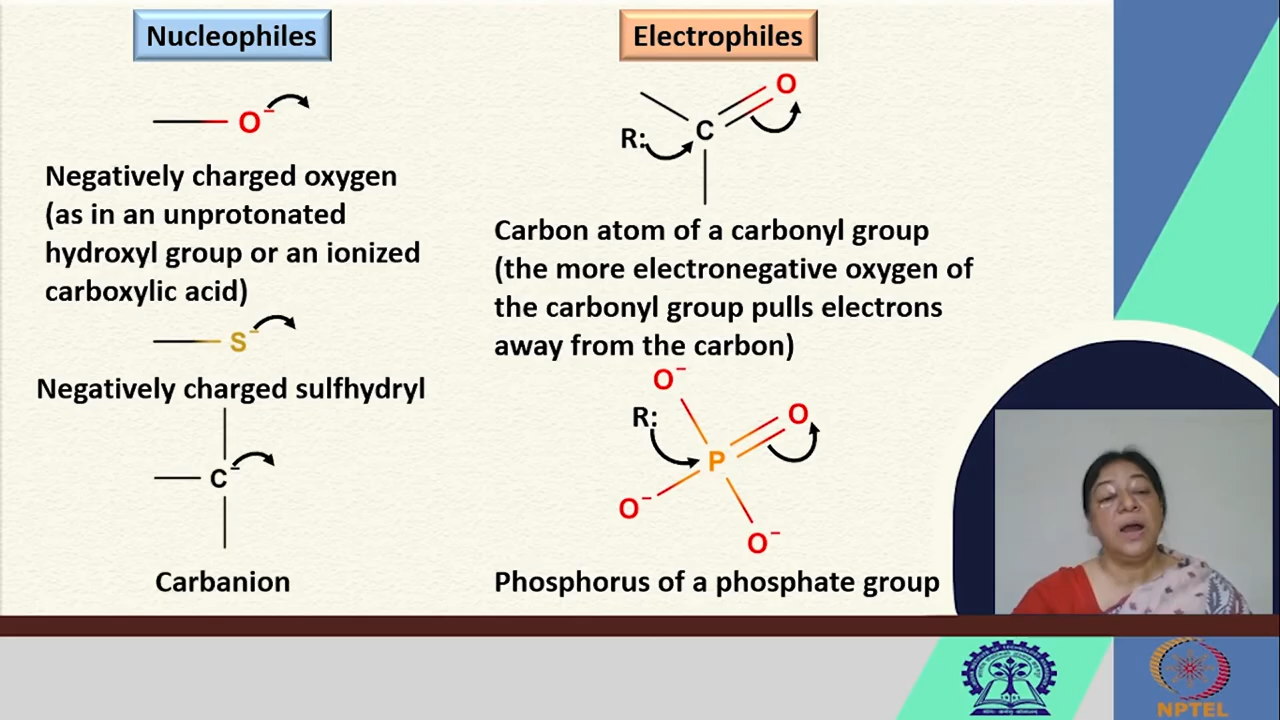 Nucleophiles
O⁻
Negatively charged oxygen
(as in an unprotonated
hydroxyl group or an ionized
carboxylic acid)
S⁻
Negatively charged sulfhydryl
C⁻
Carbanion
Electrophiles
O
R:
C
Carbon atom of a carbonyl group
(the more electronegative oxygen of
the carbonyl group pulls electrons
away from the carbon)
O⁻
R:
O
P
O⁻
O⁻
Phosphorus of a phosphate group
NPTEL